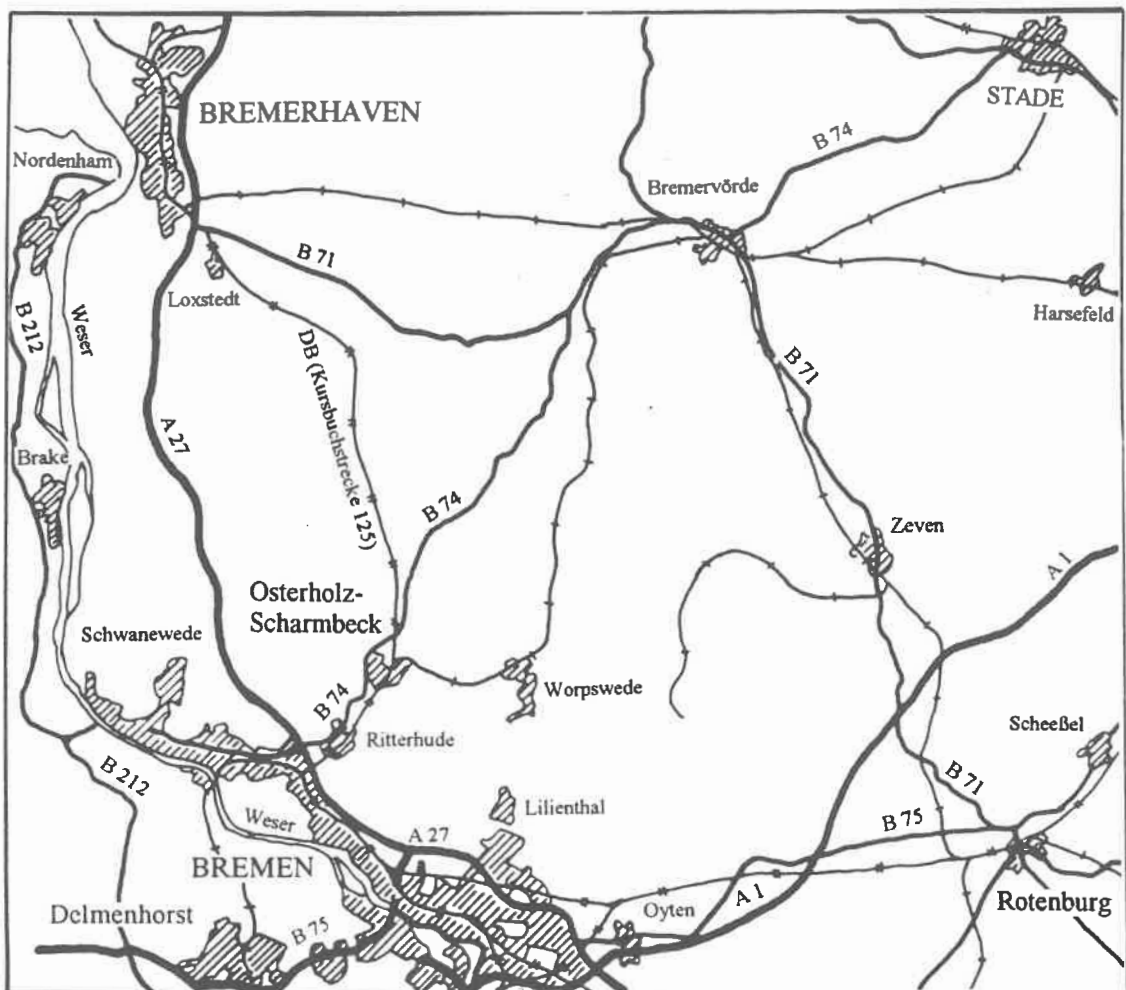 STADE
BREMERHAVEN
B 74
Nordenham
Bremervörde
B 71
Loxstedt
Harsefeld
B 212
Weser
DB (Kursbuchstrecke 125)
B 71
A 27
Brake
B 74
Zeven
A 1
Osterholz-
Scharmbeck
Schwanewede
Worpswede
B 74
Ritterhude
Scheeßel
B 212
B 71
Weser
Lilienthal
B 75
A 27
BREMEN
A 1
Delmenhorst
B 75
Oyten
Rotenburg